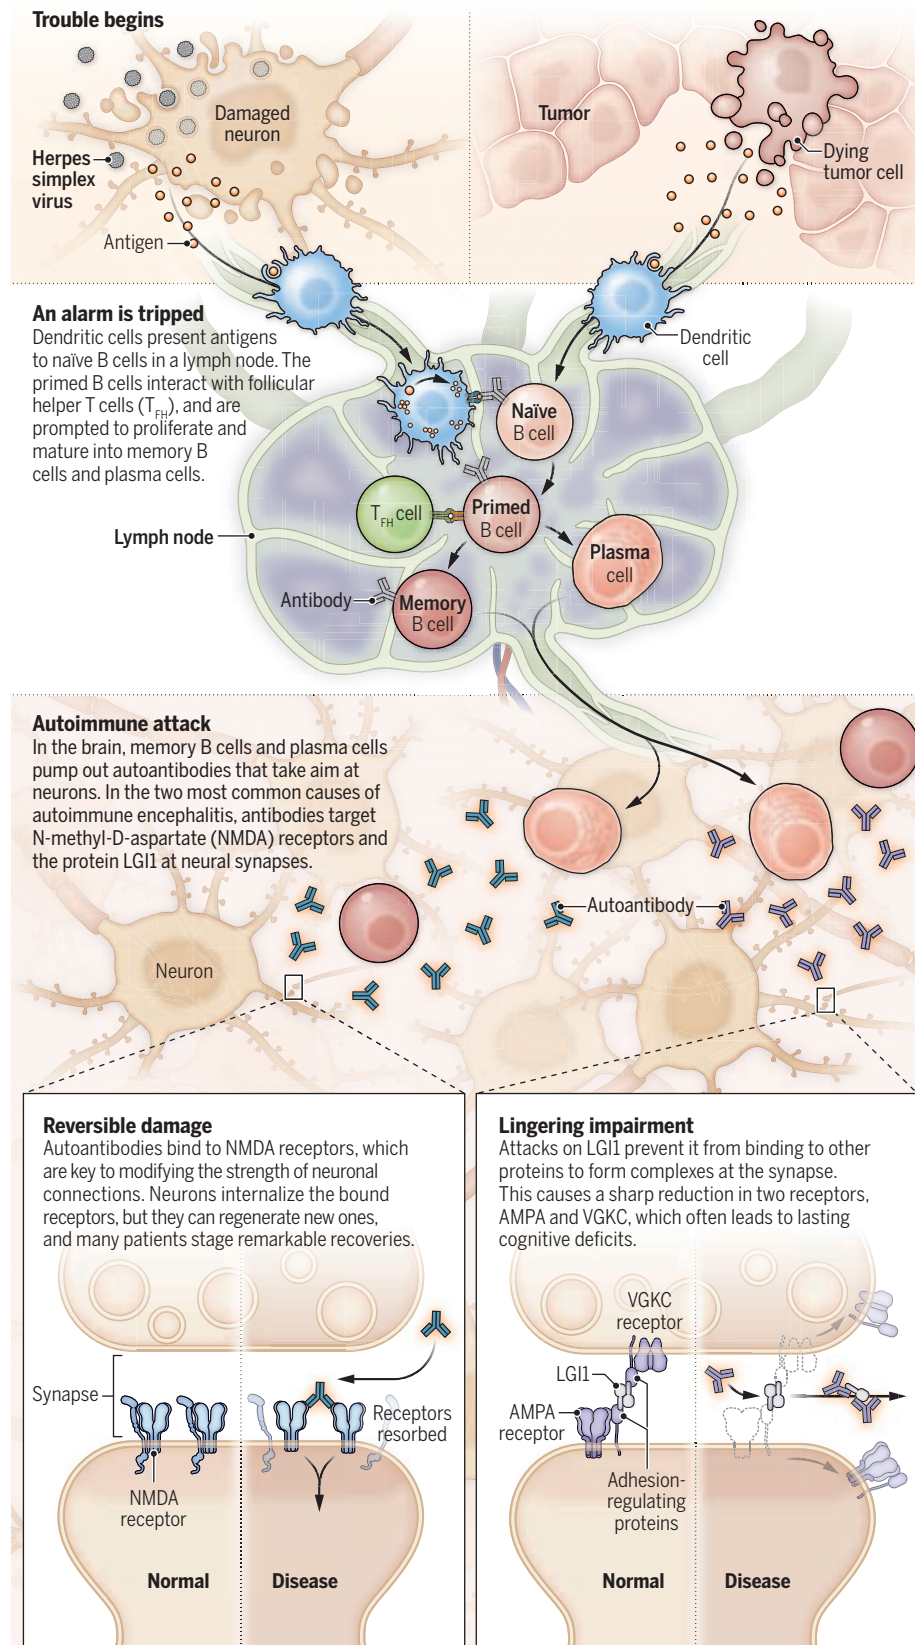 Trouble begins
Damaged
neuron
Herpes
simplex
virus
Antigen
Tumor
Dying
tumor cell
An alarm is tripped
Dendritic cells present antigens
to naïve B cells in a lymph node. The
primed B cells interact with follicular
helper T cells (TFH), and are
prompted to proliferate and
mature into memory B
cells and plasma cells.
Dendritic
cell
Naïve
B cell
TFH cell
Primed
B cell
Plasma
cell
Lymph node
Antibody
Memory
B cell
Autoimmune attack
In the brain, memory B cells and plasma cells
pump out autoantibodies that take aim at
neurons. In the two most common causes of
autoimmune encephalitis, antibodies target
N-methyl-D-aspartate (NMDA) receptors and
the protein LGI1 at neural synapses.
Autoantibody
Neuron
Reversible damage
Autoantibodies bind to NMDA receptors, which
are key to modifying the strength of neuronal
connections. Neurons internalize the bound
receptors, but they can regenerate new ones,
and many patients stage remarkable recoveries.
Synapse
Receptors
resorbed
NMDA
receptor
Normal
Disease
Lingering impairment
Attacks on LGI1 prevent it from binding to other
proteins to form complexes at the synapse.
This causes a sharp reduction in two receptors,
AMPA and VGKC, which often leads to lasting
cognitive deficits.
VGKC
receptor
LGI1
AMPA
receptor
Adhesion-
regulating
proteins
Normal
Disease